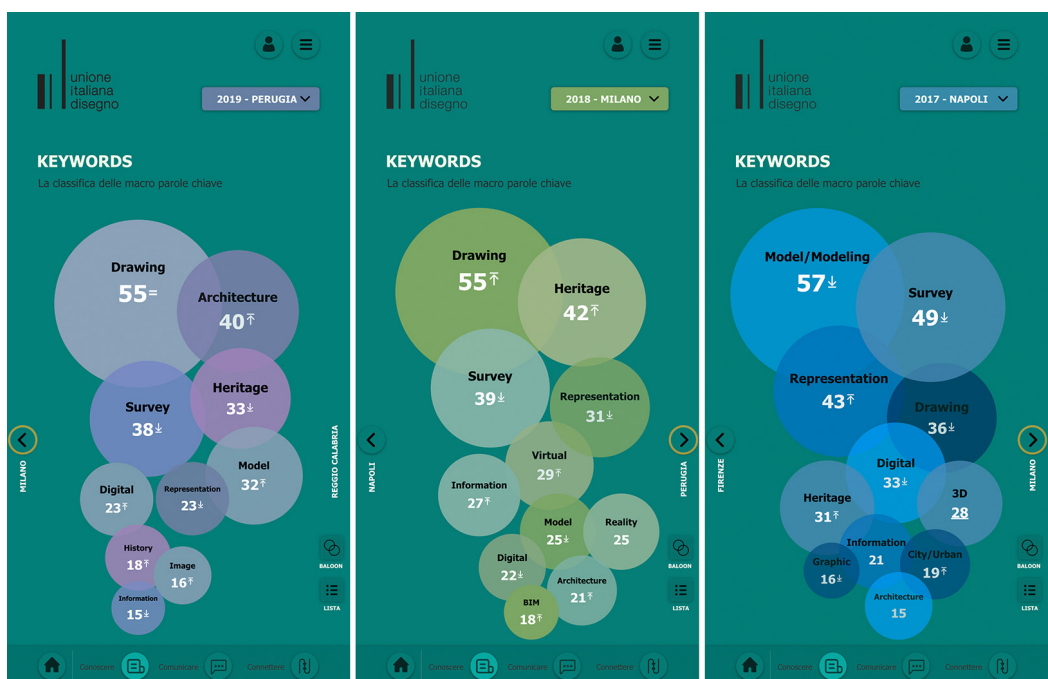 unione
italiana
disegno
2019 - PERUGIA
KEYWORDS
La classifica delle macro parole chiave
Drawing
55=
Architecture
40↑
Heritage
33↓
Survey
38↓
Model
32↑
Digital
23↑
Representation
23↓
History
18↑
Image
16↑
Information
15↓
MILANO
REGGIO CALABRIA
BALOON
LISTA
Conoscere
Comunicare
Connettere
unione
italiana
disegno
2018 - MILANO
KEYWORDS
La classifica delle macro parole chiave
Drawing
55↑
Heritage
42↑
Survey
39↓
Representation
31↓
Virtual
29↑
Information
27↑
Model
25↓
Reality
25
Digital
22↓
Architecture
21↑
BIM
18↑
NAPOLI
PERUGIA
BALOON
LISTA
Conoscere
Comunicare
Connettere
unione
italiana
disegno
2017 - NAPOLI
KEYWORDS
La classifica delle macro parole chiave
Model/Modeling
57↓
Survey
49↓
Representation
43↑
Drawing
36↓
Digital
33↓
Heritage
31↑
3D
28
Information
21
City/Urban
19↑
Graphic
16↓
Architecture
15
FIRENZE
MILANO
BALOON
LISTA
Conoscere
Comunicare
Connettere